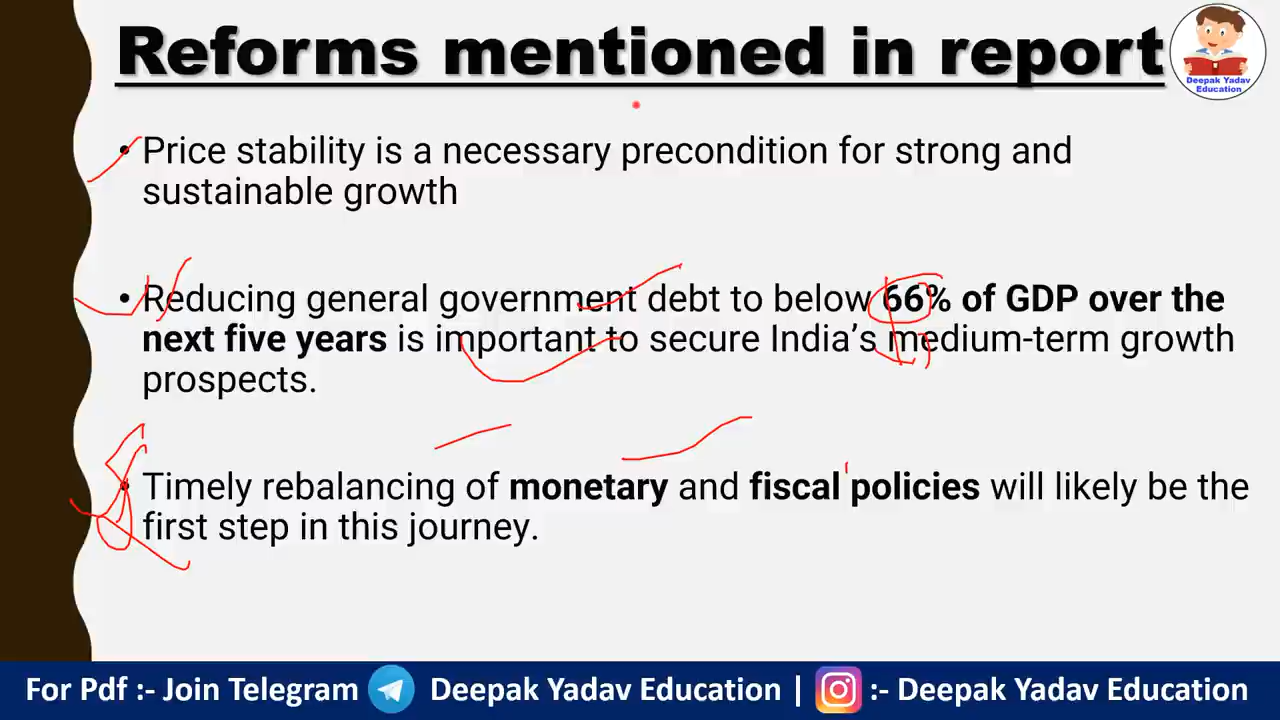 Reforms mentioned in report
Deepak Yadav
Education
• Price stability is a necessary precondition for strong and
sustainable growth
• Reducing general government debt to below 66% of GDP over the
next five years is important to secure India's medium-term growth
prospects.
• Timely rebalancing of monetary and fiscal policies will likely be the
first step in this journey.
For Pdf :- Join Telegram Deepak Yadav Education | :- Deepak Yadav Education